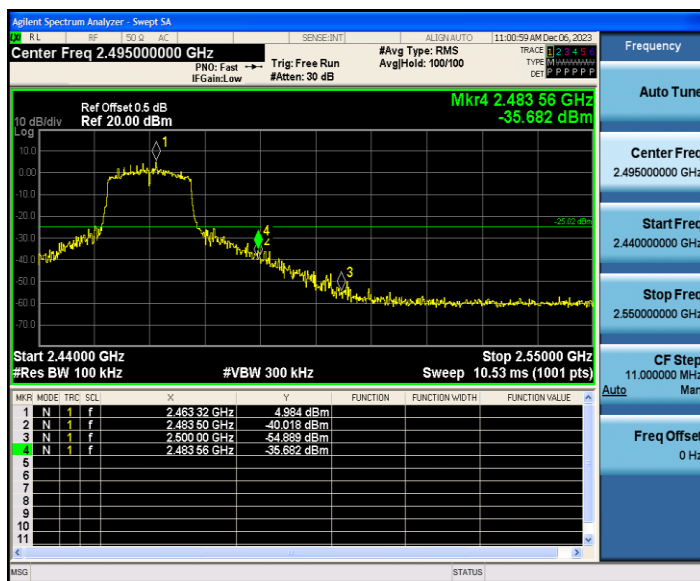 Agilent Spectrum Analyzer - Swept SA
LXI RL RF 50 Ω AC SENSE:INT ALIGN AUTO 11:00:59 AM Dec 06, 2023
Center Freq 2.495000000 GHz #Avg Type: RMS TRACE 1 2 3 4 5 6
PNO: Fast Trig: Free Run Avg|Hold: 100/100 TYPE M W W W W W
IFGain:Low #Atten: 30 dB DET P P P P P P
Ref Offset 0.5 dB Mkr4 2.483 56 GHz
10 dB/div Ref 20.00 dBm -35.682 dBm
Log
10.0
0.00
-10.0
-20.0
-30.0
-40.0
-50.0
-60.0
-70.0
1
4
2
3
-25.02 dBm
Start 2.44000 GHz Stop 2.55000 GHz
#Res BW 100 kHz #VBW 300 kHz Sweep 10.53 ms (1001 pts)
MKR MODE TRC SCL X Y FUNCTION FUNCTION WIDTH FUNCTION VALUE
1 N 1 f 2.463 32 GHz 4.984 dBm
2 N 1 f 2.483 50 GHz -40.018 dBm
3 N 1 f 2.500 00 GHz -54.889 dBm
4 N 1 f 2.483 56 GHz -35.682 dBm
5
6
7
8
9
10
11
MSG STATUS
Frequency
Auto Tune
Center Freq
2.495000000 GHz
Start Freq
2.440000000 GHz
Stop Freq
2.550000000 GHz
CF Step
11.000000 MHz
Auto Man
Freq Offset
0 Hz